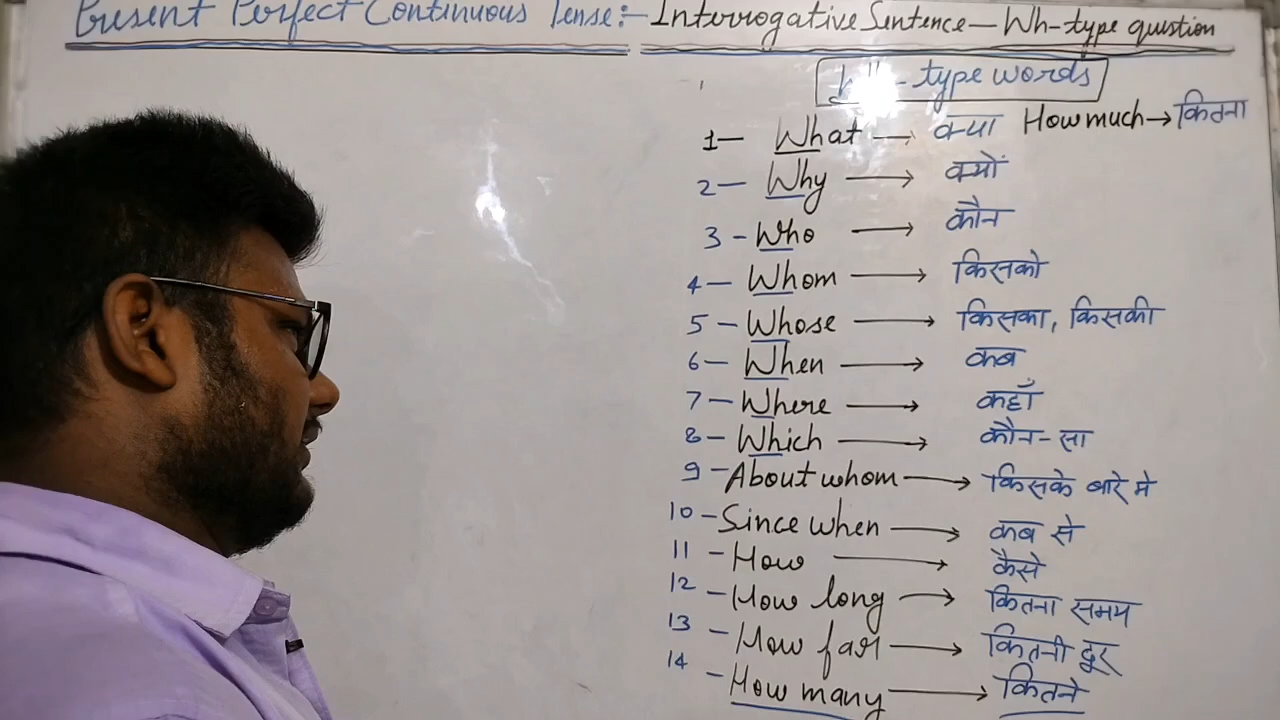 Present Perfect Continuous Tense:- Interrogative Sentence - Wh-type question
Wh-type words
How much → कितना
1- What → क्या
2- Why → क्यों
3- Who → कौन
4- Whom → किसको
5- Whose → किसका, किसकी
6- When → कब
7- Where → कहाँ
8- Which → कौन-सा
9- About whom → किसके बारे मे
10- Since when → कब से
11- How → कैसे
12- How long → कितना समय
13- How far → कितनी दूर
14- How many → कितने